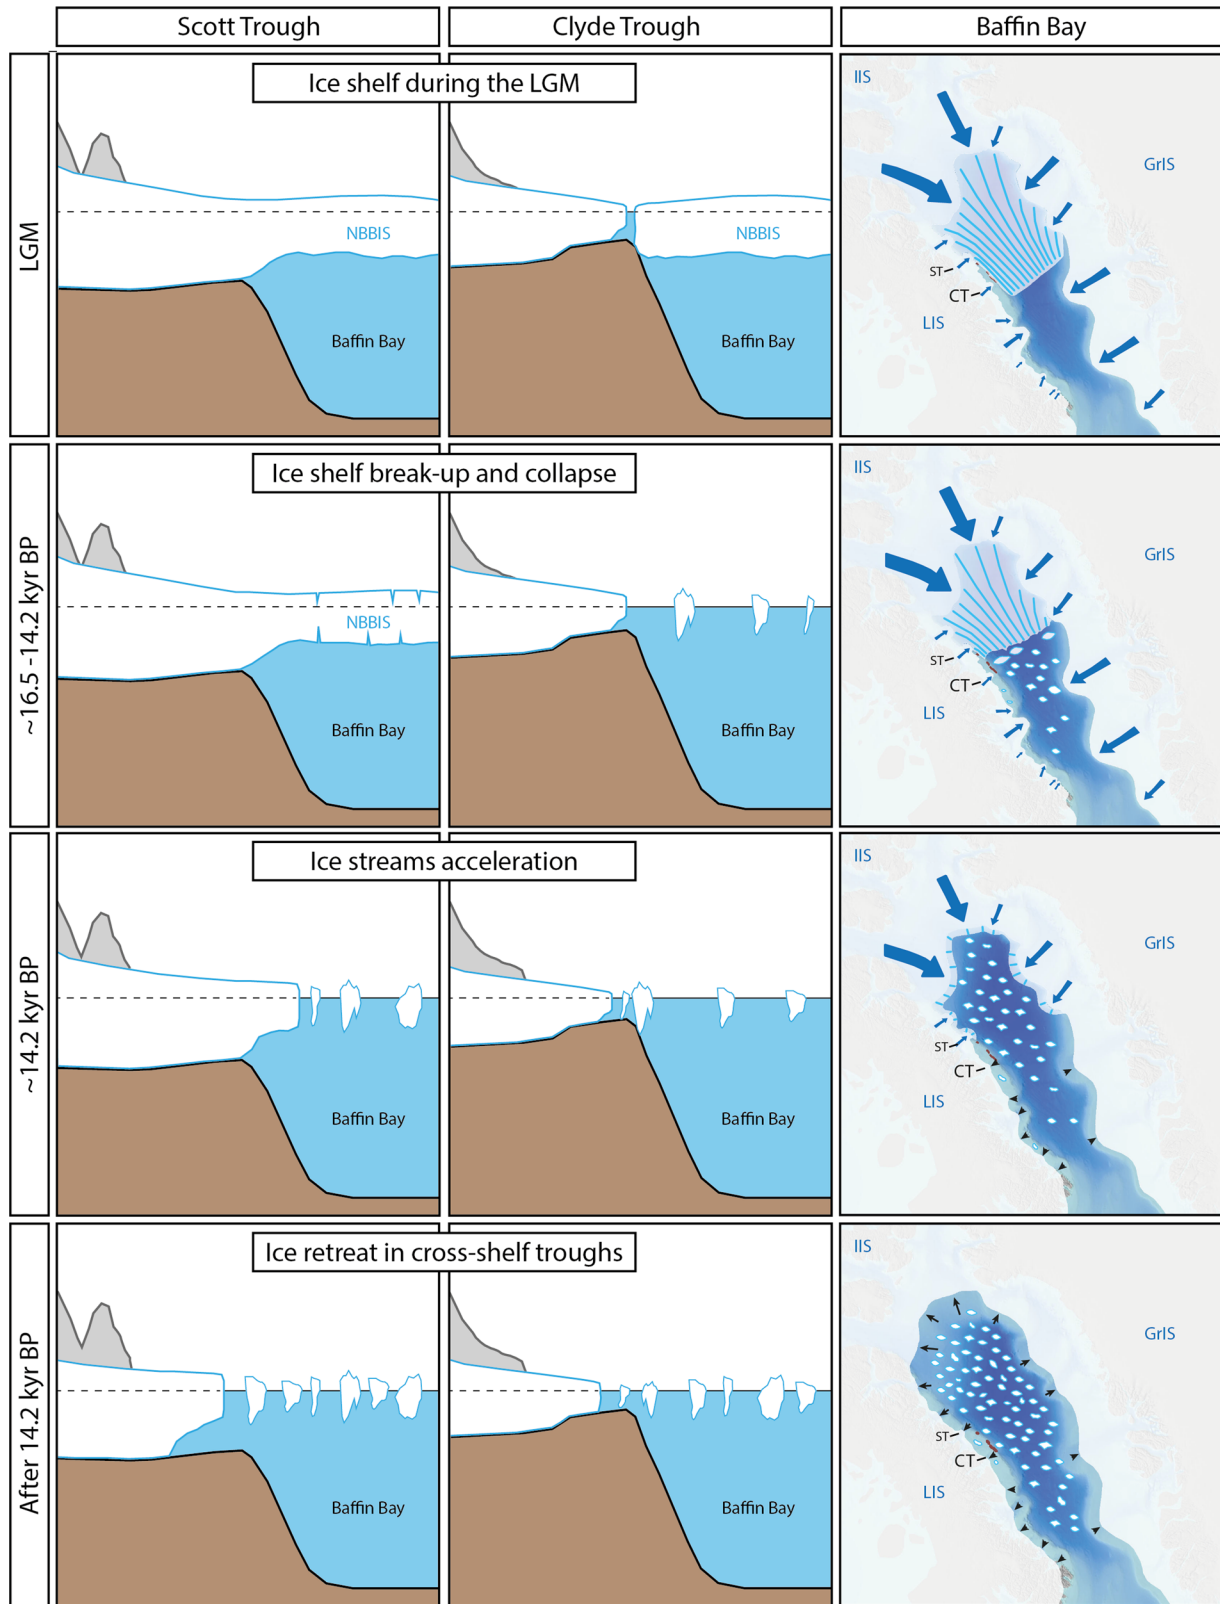 Scott Trough
Clyde Trough
Baffin Bay
LGM
Ice shelf during the LGM
NBBIS
Baffin Bay
NBBIS
Baffin Bay
IIS
GrIS
ST
CT
LIS
~16.5 -14.2 kyr BP
Ice shelf break-up and collapse
NBBIS
Baffin Bay
Baffin Bay
IIS
GrIS
ST
CT
LIS
~14.2 kyr BP
Ice streams acceleration
Baffin Bay
Baffin Bay
IIS
GrIS
ST
CT
LIS
After 14.2 kyr BP
Ice retreat in cross-shelf troughs
Baffin Bay
Baffin Bay
IIS
GrIS
ST
CT
LIS